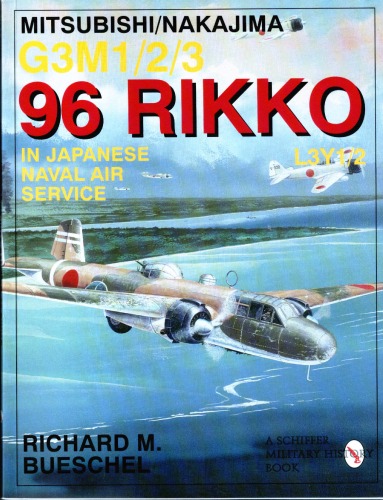 MITSUBISHI/NAKAJIMA
G3M1/2/3
96 RIKKO
IN JAPANESE
NAVAL AIR
SERVICE
L3Y1/2
RICHARD M.
BUESCHEL
A SCHIFFER
MILITARY HISTORY
BOOK